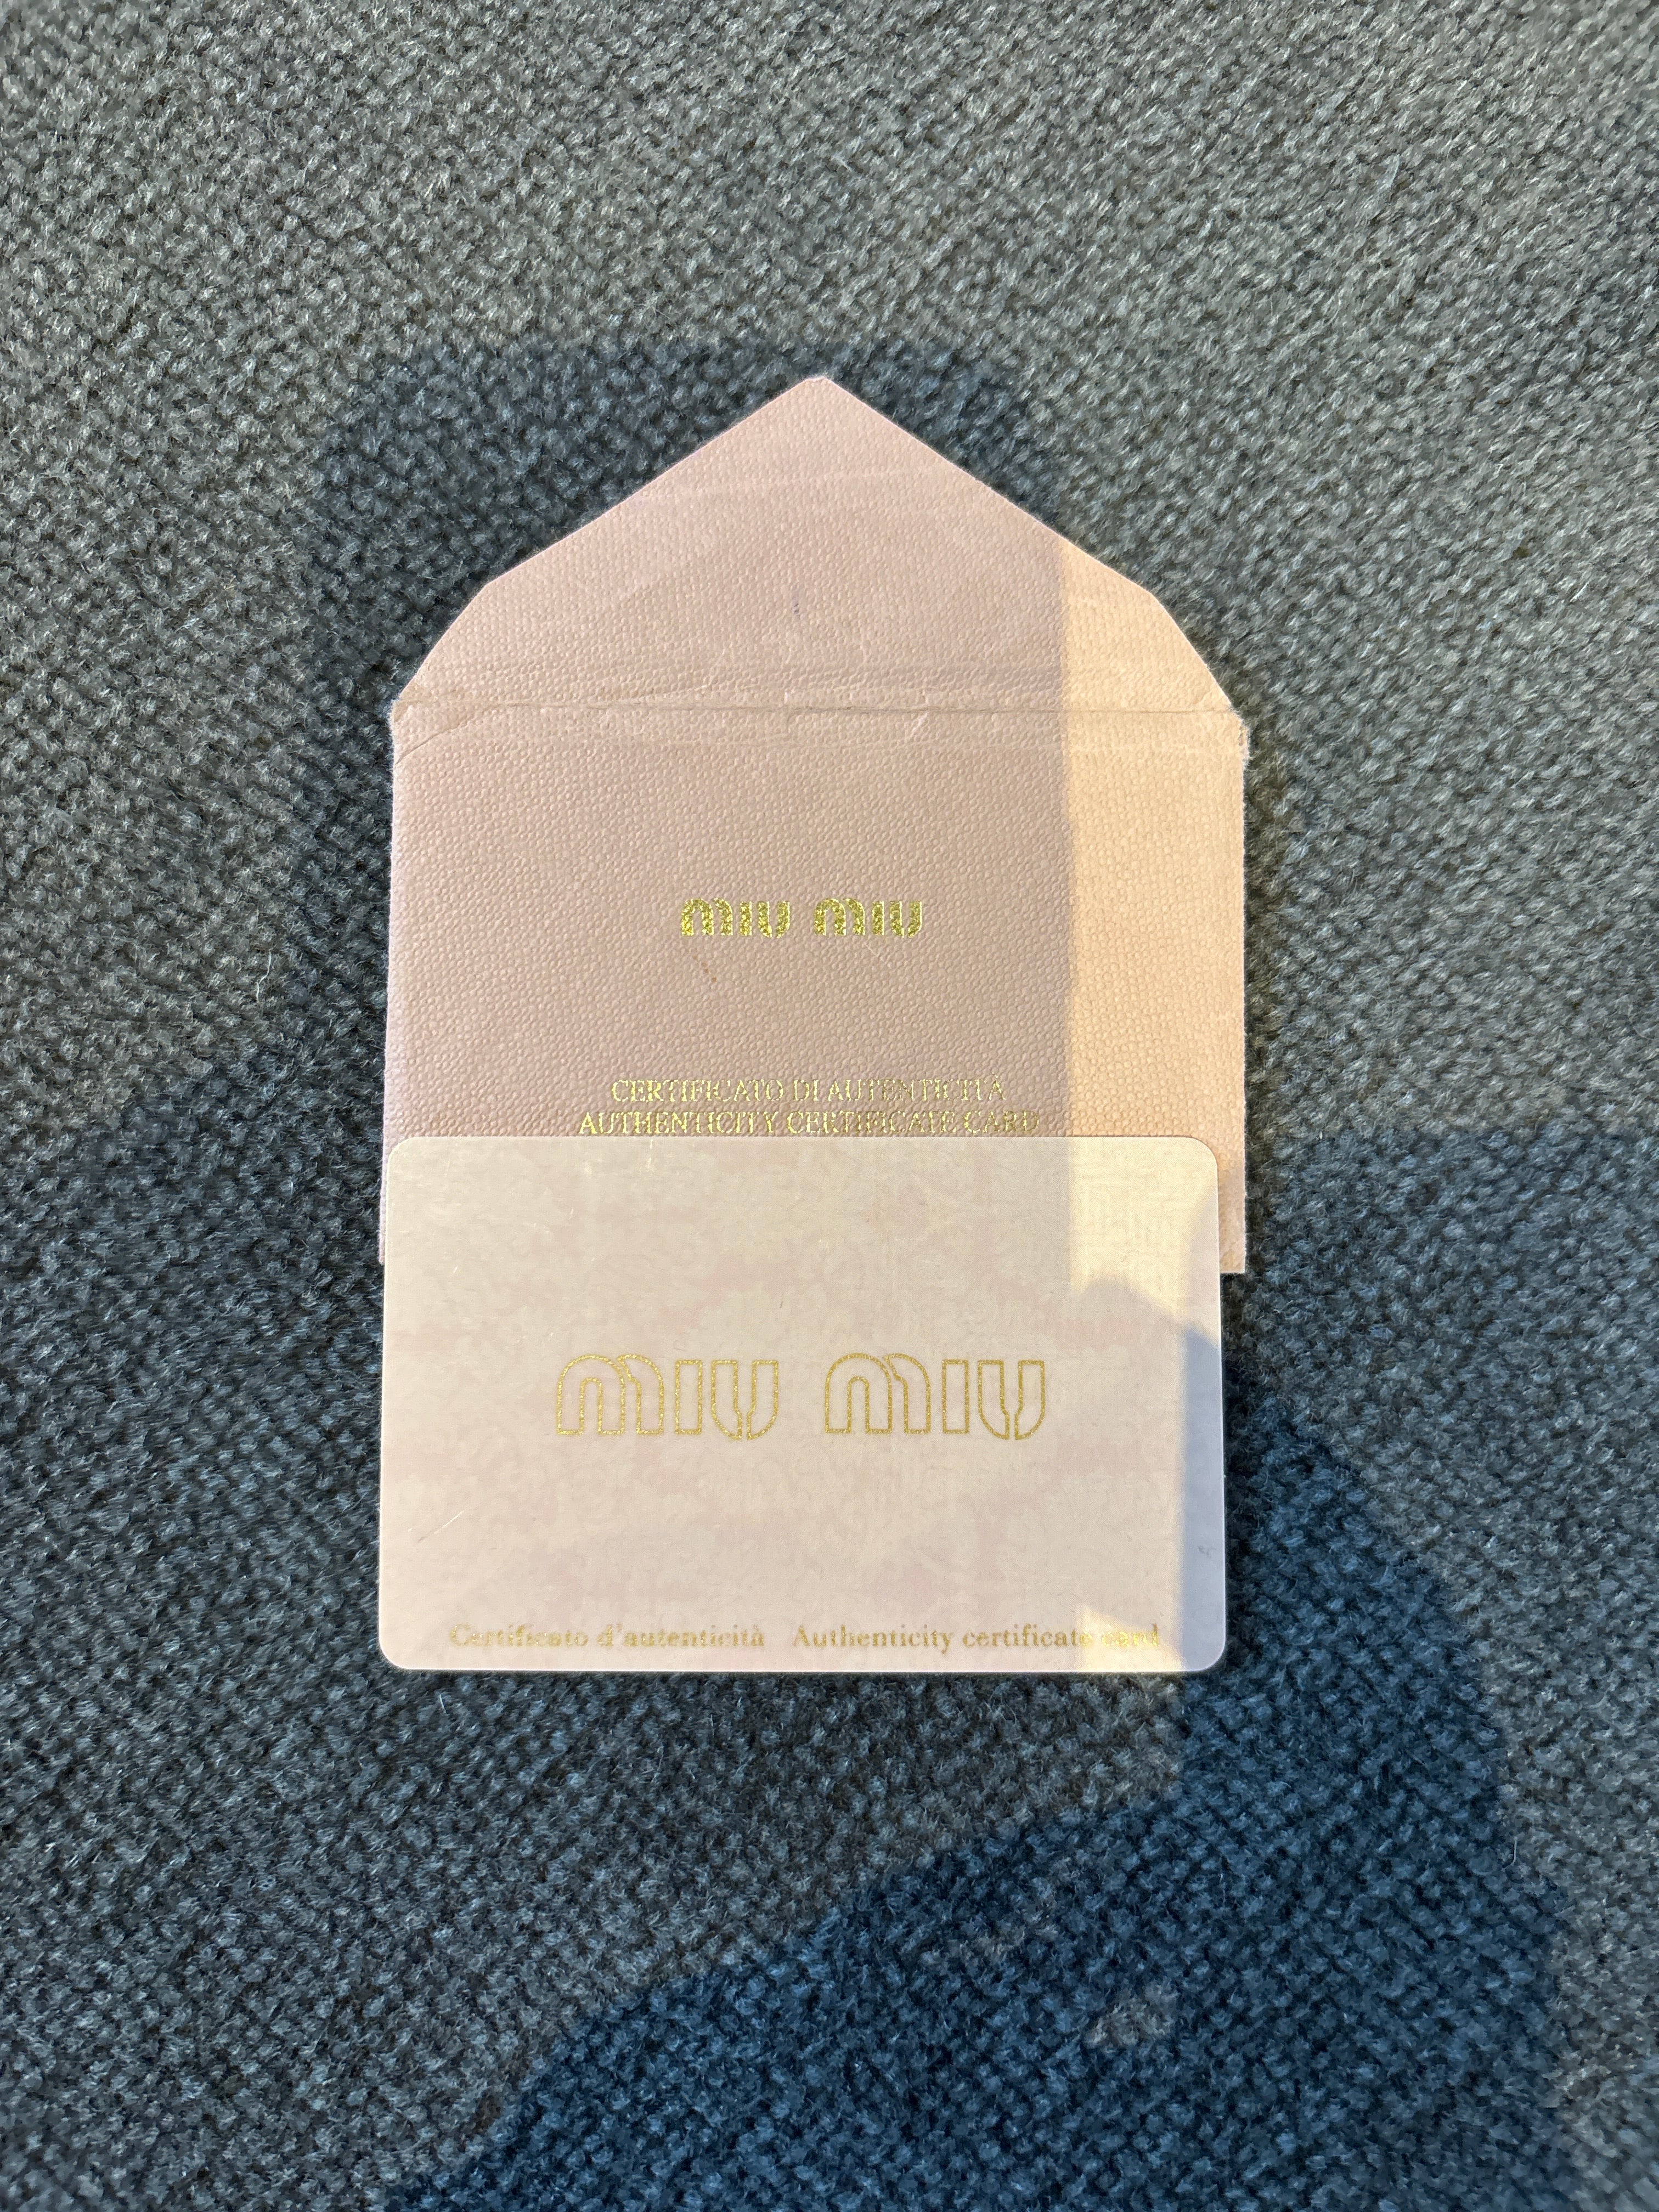 miu miu
CERTIFICATO DI AUTENTICITÀ
AUTHENTICITY CERTIFICATE CARD
miu miu
Certificato d'autenticità Authenticity certificate card